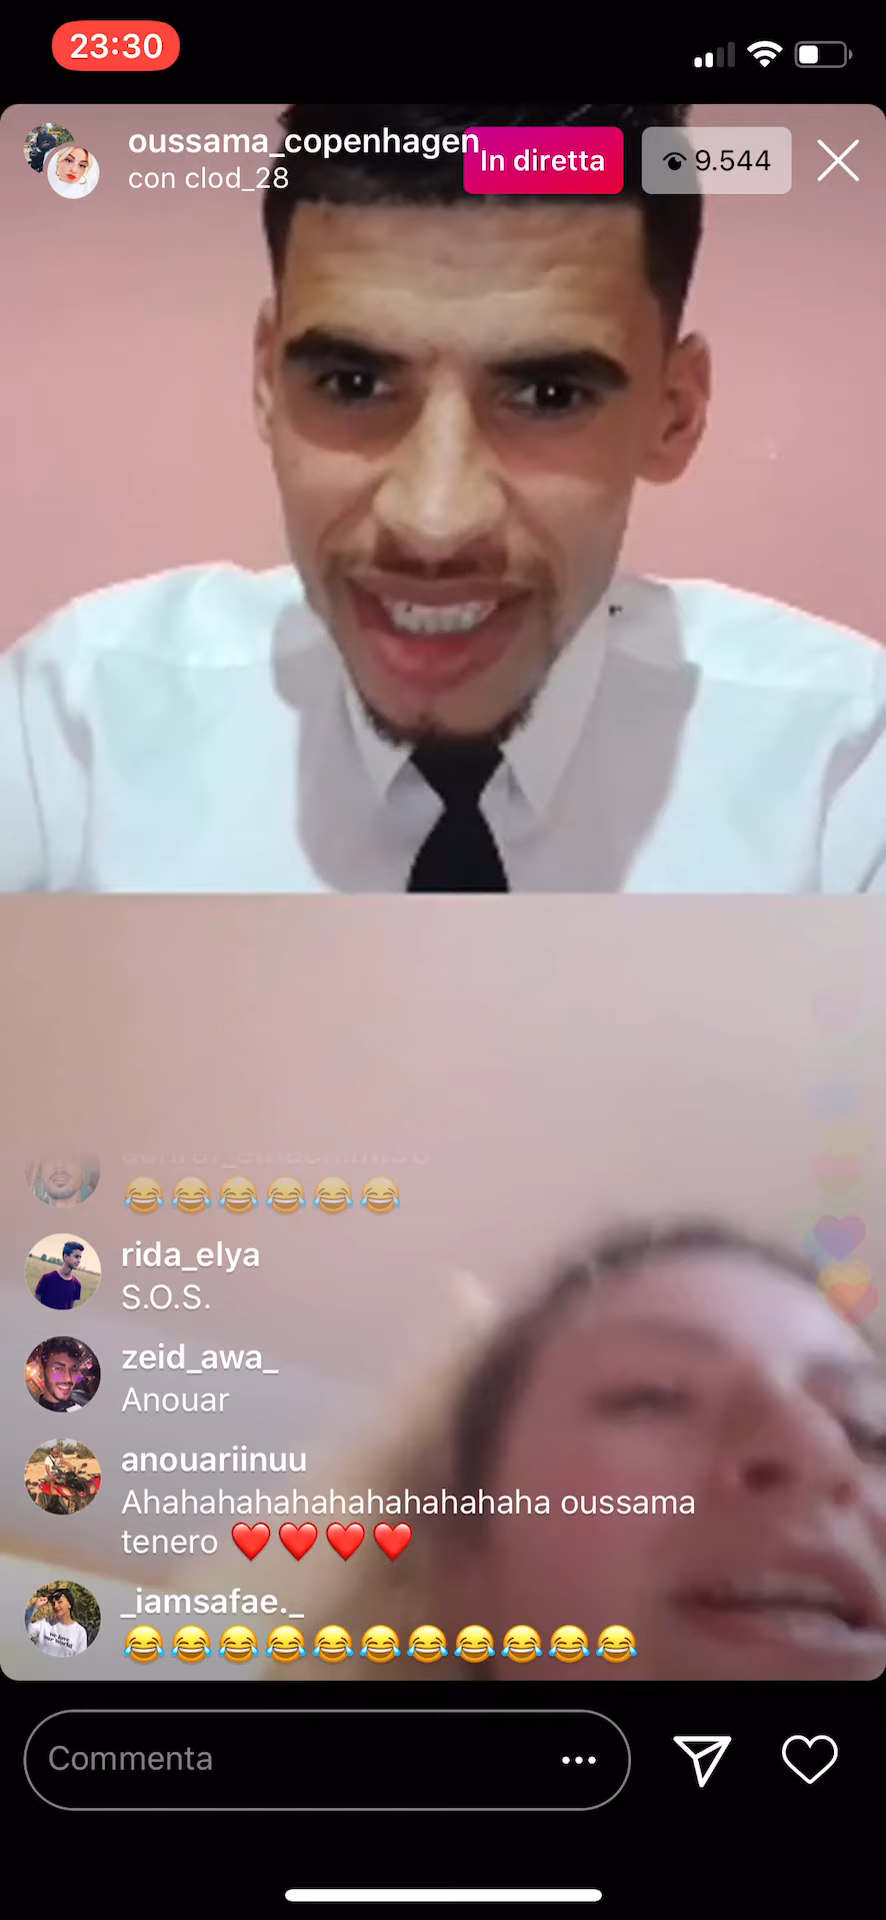 23:30
oussama_copenhagen
con clod_28
In diretta
9.544
😂😂😂😂😂😂
rida_elya
S.O.S.
zeid_awa_
Anouar
anouariinuu
Ahahahahahahahahahaha oussama
tenero ❤️❤️❤️❤️
_iamsafae._
😂😂😂😂😂😂😂😂😂😂😂
Commenta